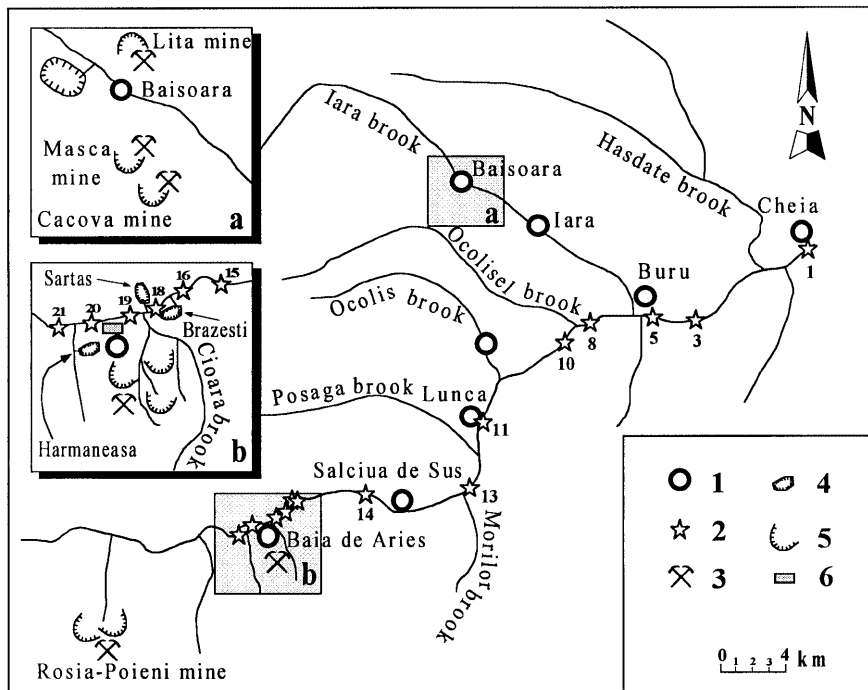 Lita mine
Baisoara
Masca
mine
Cacova mine
a
Sartas
21
20
19
18
16
15
Brazesti
Cioara brook
Harmaneasa
b
Iara brook
Baisoara
a
Iara
Hasdate brook
N
Cheia
1
Ocolisel brook
Buru
Ocolis brook
10
8
5
3
Posaga brook
Lunca
11
Salciua de Sus
14
13
Morilor brook
Baia de Aries
b
Rosia-Poieni mine
1
2
3
4
5
6
0 1 2 3 4 km